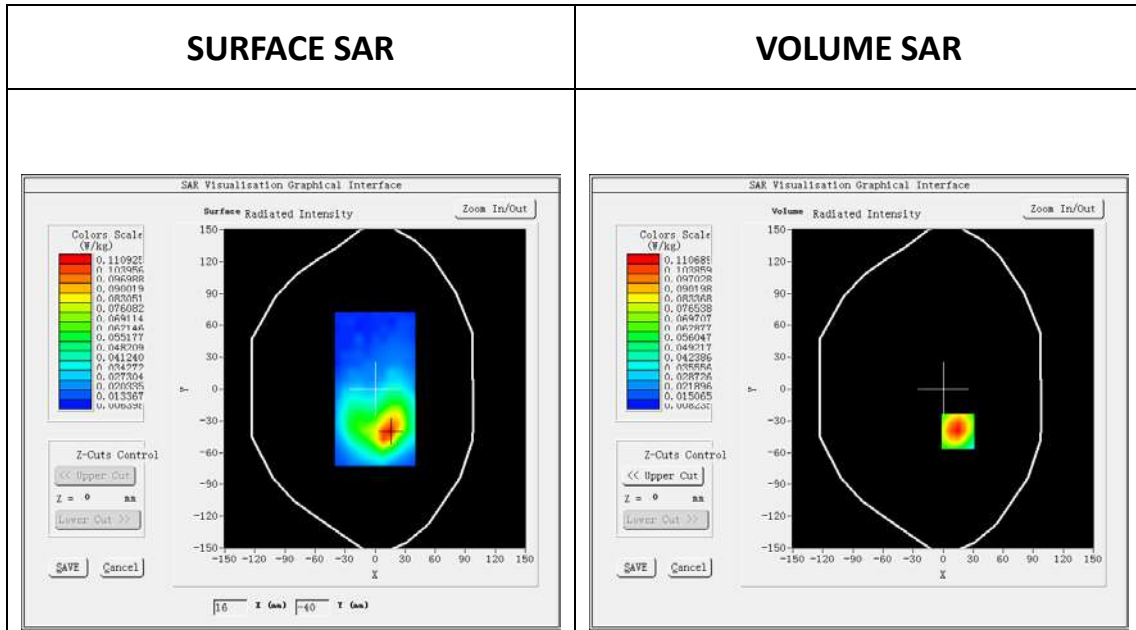 SURFACE SAR
VOLUME SAR
SAR Visualisation Graphical Interface
Surface Radiated Intensity
Zoom In/Out
Colors Scale
(W/kg)
0.110925
0.103956
0.096988
0.090019
0.083051
0.076082
0.069114
0.062146
0.055177
0.048209
0.041240
0.034272
0.027304
0.020335
0.013367
0.006398
Z-Cuts Control
<< Upper Cut
Z = 0 mm
Lower Cut >>
SAVE
Cancel
150
120
90
60
30
0
-30
-60
-90
-120
-150
Y
-150 -120 -90 -60 -30 0 30 60 90 120 150
X
16 X (mm) -40 Y (mm)
SAR Visualisation Graphical Interface
Volume Radiated Intensity
Zoom In/Out
Colors Scale
(W/kg)
0.110689
0.103859
0.097028
0.090198
0.083368
0.076538
0.069707
0.062877
0.056047
0.049217
0.042386
0.035556
0.028726
0.021896
0.015065
0.008235
Z-Cuts Control
<< Upper Cut
Z = 0 mm
Lower Cut >>
SAVE
Cancel
150
120
90
60
30
0
-30
-60
-90
-120
-150
Y
-150 -120 -90 -60 -30 0 30 60 90 120 150
X